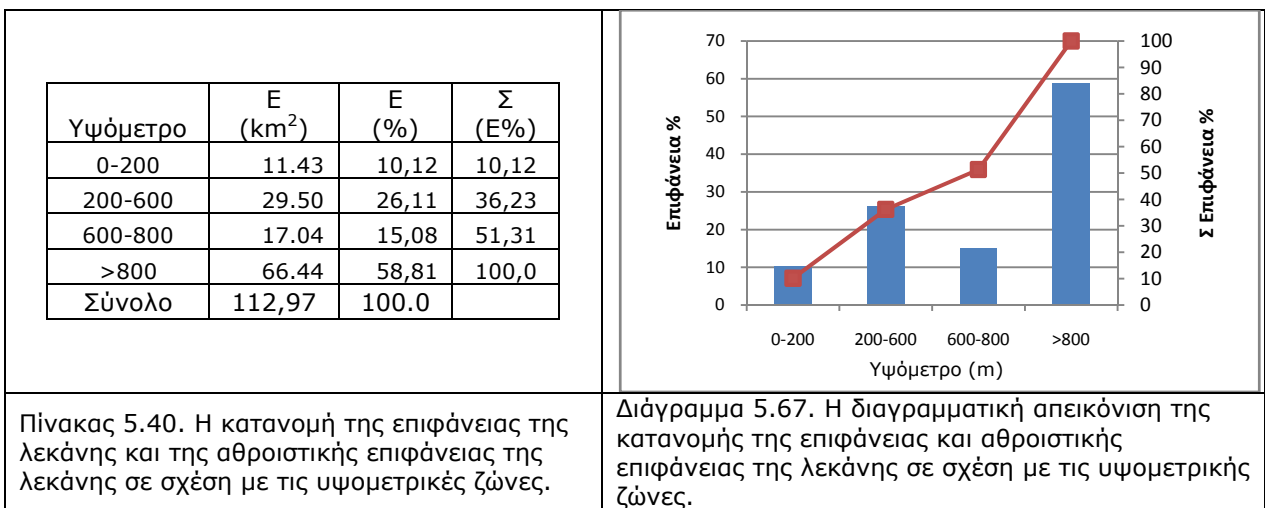 Υψόμετρο E (km²) E (%) Σ (E%)
0-200 11.43 10,12 10,12
200-600 29.50 26,11 36,23
600-800 17.04 15,08 51,31
>800 66.44 58,81 100,0
Σύνολο 112,97 100.0
Πίνακας 5.40. Η κατανομή της επιφάνειας της
λεκάνης και της αθροιστικής επιφάνειας της
λεκάνης σε σχέση με τις υψομετρικές ζώνες.
Επιφάνεια %
70
60
50
40
30
20
10
0
100
90
80
70
60
50
40
30
20
10
0
Σ Επιφάνεια %
0-200 200-600 600-800 >800
Υψόμετρο (m)
Διάγραμμα 5.67. Η διαγραμματική απεικόνιση της
κατανομής της επιφάνειας και αθροιστικής
επιφάνειας της λεκάνης σε σχέση με τις υψομετρικής
ζώνες.